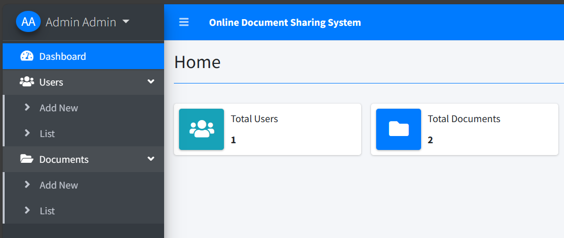 AA Admin Admin
Online Document Sharing System
Dashboard
Users
Add New
List
Documents
Add New
List
Home
Total Users
1
Total Documents
2